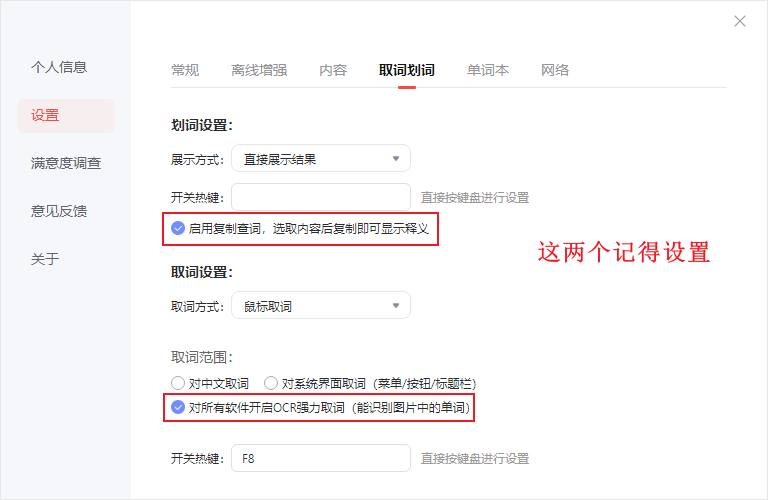 个人信息
设置
满意度调查
意见反馈
关于
常规 离线增强 内容 取词划词 单词本 网络
划词设置：
展示方式： 直接展示结果
开关热键： 直接按键盘进行设置
启用复制查词，选取内容后复制即可显示释义
这两个记得设置
取词设置：
取词方式： 鼠标取词
取词范围：
对中文取词 对系统界面取词（菜单/按钮/标题栏）
对所有软件开启OCR强力取词（能识别图片中的单词）
开关热键： F8 直接按键盘进行设置